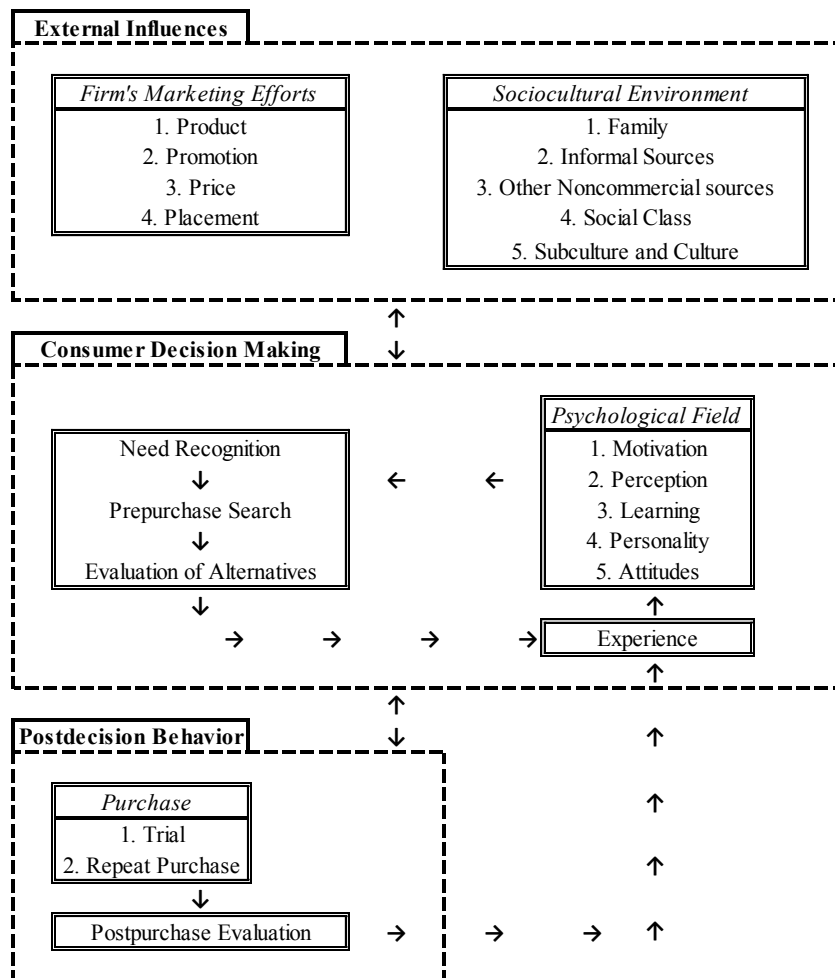 External Influences
Firm's Marketing Efforts
1. Product
2. Promotion
3. Price
4. Placement
Sociocultural Environment
1. Family
2. Informal Sources
3. Other Noncommercial sources
4. Social Class
5. Subculture and Culture
↑
↓
Consumer Decision Making
Need Recognition
↓
Prepurchase Search
↓
Evaluation of Alternatives
↓
← ←
Psychological Field
1. Motivation
2. Perception
3. Learning
4. Personality
5. Attitudes
↑
→ → → → Experience
↑
↑
↓
Postdecision Behavior
Purchase
1. Trial
2. Repeat Purchase
↓
Postpurchase Evaluation → → → ↑
↑
↑
↑